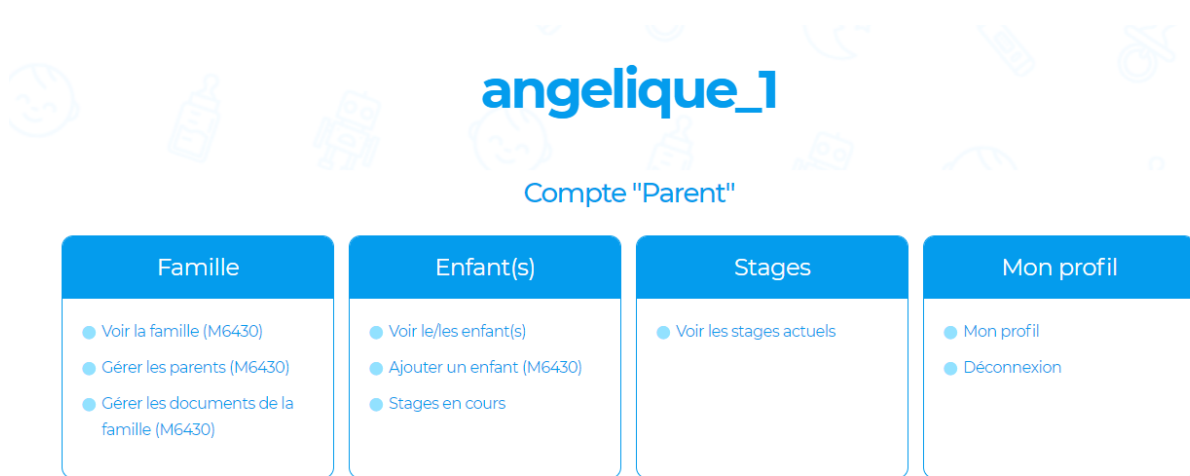 angelique_1
Compte "Parent"
Famille
Voir la famille (M6430)
Gérer les parents (M6430)
Gérer les documents de la
famille (M6430)
Enfant(s)
Voir le/les enfant(s)
Ajouter un enfant (M6430)
Stages en cours
Stages
Voir les stages actuels
Mon profil
Mon profil
Déconnexion